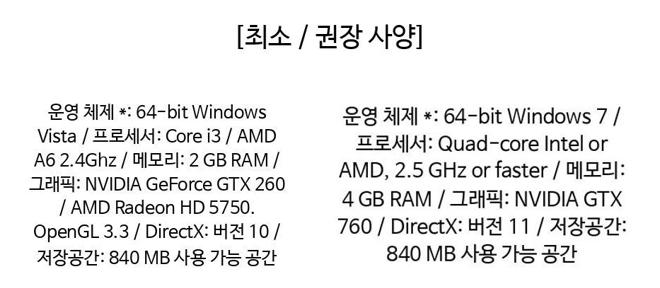 [최소 / 권장 사양]
운영 체제 *: 64-bit Windows
Vista / 프로세서: Core i3 / AMD
A6 2.4Ghz / 메모리: 2 GB RAM /
그래픽: NVIDIA GeForce GTX 260
/ AMD Radeon HD 5750.
OpenGL 3.3 / DirectX: 버전 10 /
저장공간: 840 MB 사용 가능 공간
운영 체제 *: 64-bit Windows 7 /
프로세서: Quad-core Intel or
AMD, 2.5 GHz or faster / 메모리:
4 GB RAM / 그래픽: NVIDIA GTX
760 / DirectX: 버전 11 / 저장공간:
840 MB 사용 가능 공간